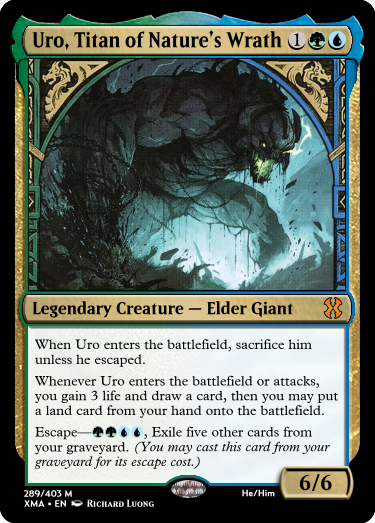 Uro, Titan of Nature's Wrath 1
Legendary Creature — Elder Giant
When Uro enters the battlefield, sacrifice him
unless he escaped.
Whenever Uro enters the battlefield or attacks,
you gain 3 life and draw a card, then you may put
a land card from your hand onto the battlefield.
Escape—, Exile five other cards from
your graveyard. (You may cast this card from your
graveyard for its escape cost.)
6/6
289/403 M
XMA • EN Richard Luong
He/Him